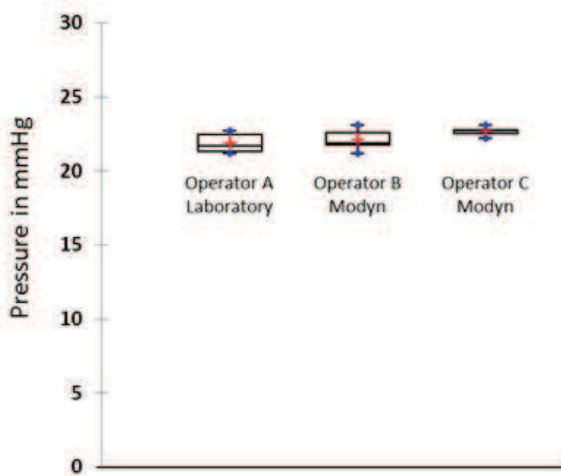 30
25
20
15
10
5
0
Pressure in mmHg
Operator A
Laboratory
Operator B
Modyn
Operator C
Modyn